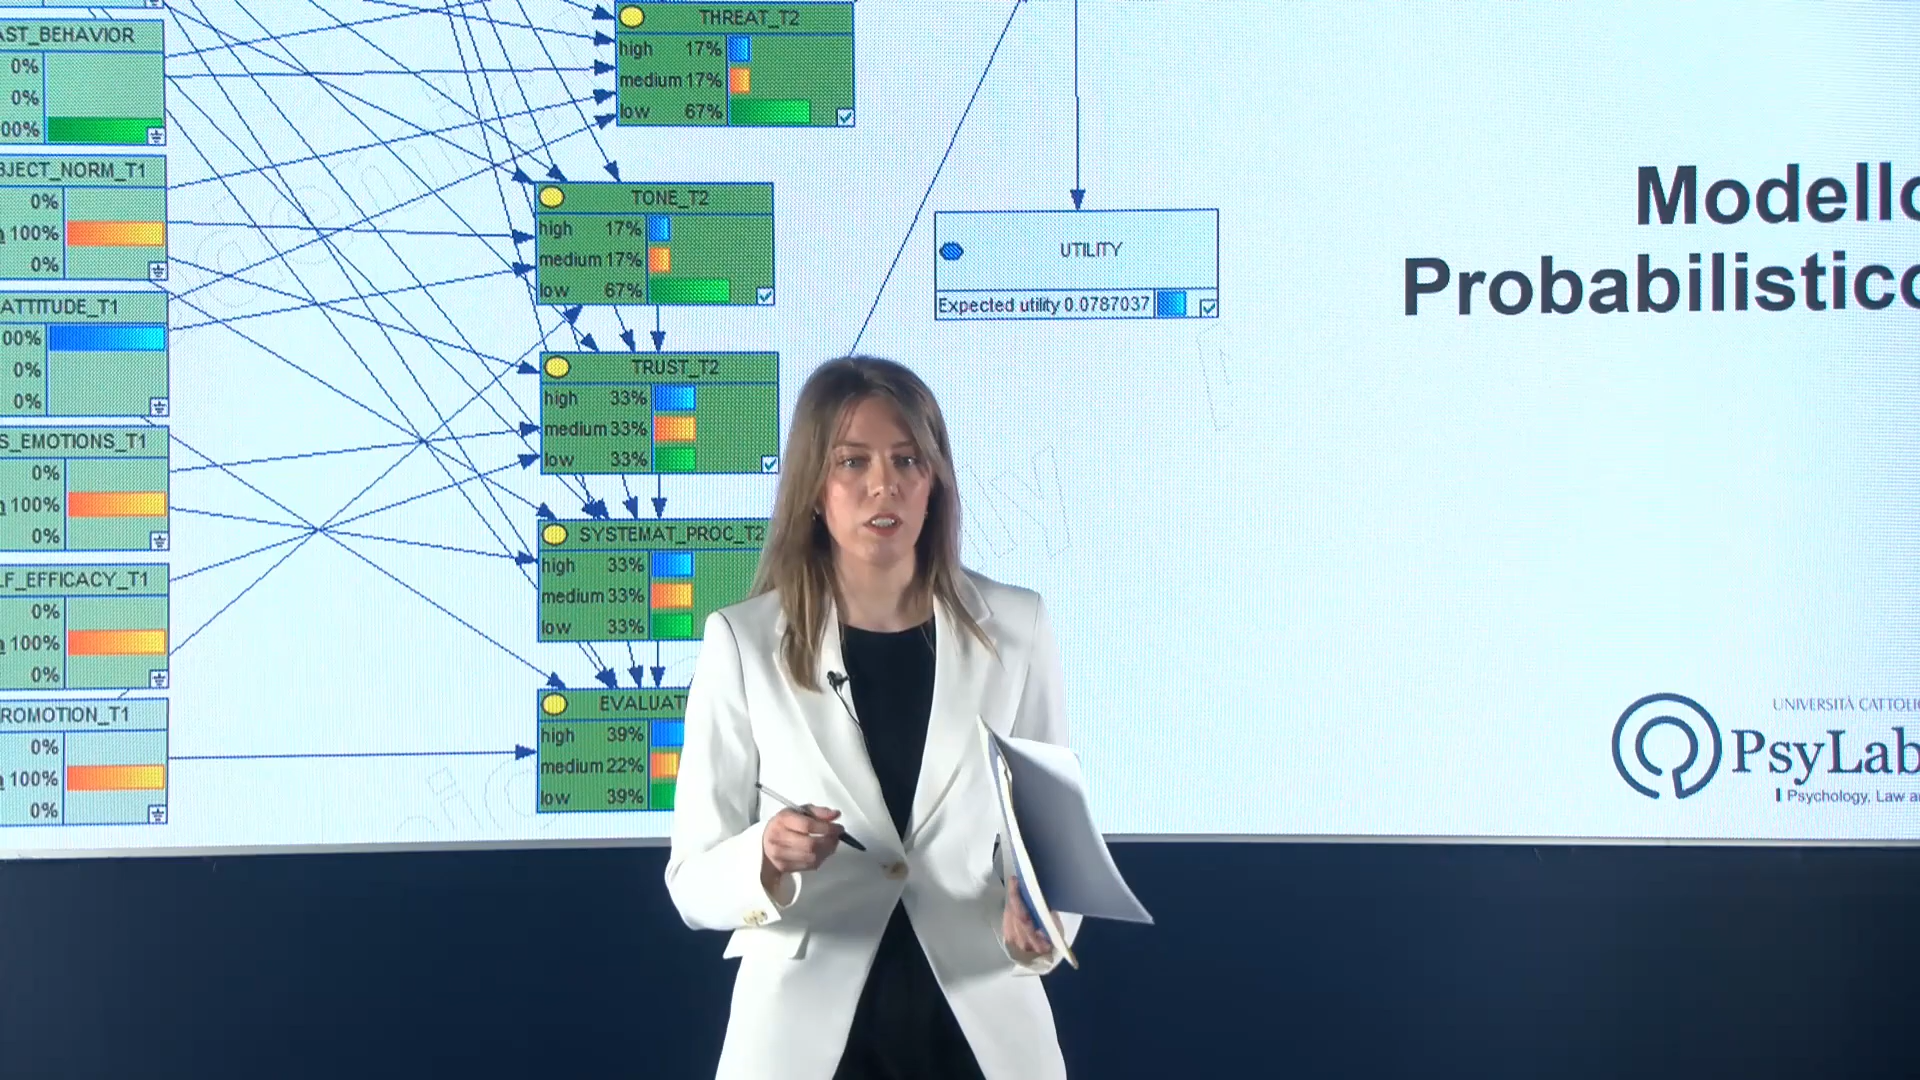 THREAT_T2
high 17%
medium 17%
low 67%
AST_BEHAVIOR
0%
0%
00%
BJECT_NORM_T1
0%
100%
0%
TONE_T2
high 17%
medium 17%
low 67%
UTILITY
Expected utility 0.0787037
Modello
Probabilistico
ATTITUDE_T1
00%
0%
0%
TRUST_T2
high 33%
medium 33%
low 33%
S_EMOTIONS_T1
0%
100%
0%
SYSTEMAT_PROC_T2
high 33%
medium 33%
low 33%
LF_EFFICACY_T1
0%
100%
0%
EVALUAT
high 39%
medium 22%
low 39%
ROMOTION_T1
0%
100%
0%
UNIVERSITÀ CATTOLIC
PsyLab
Psychology, Law a